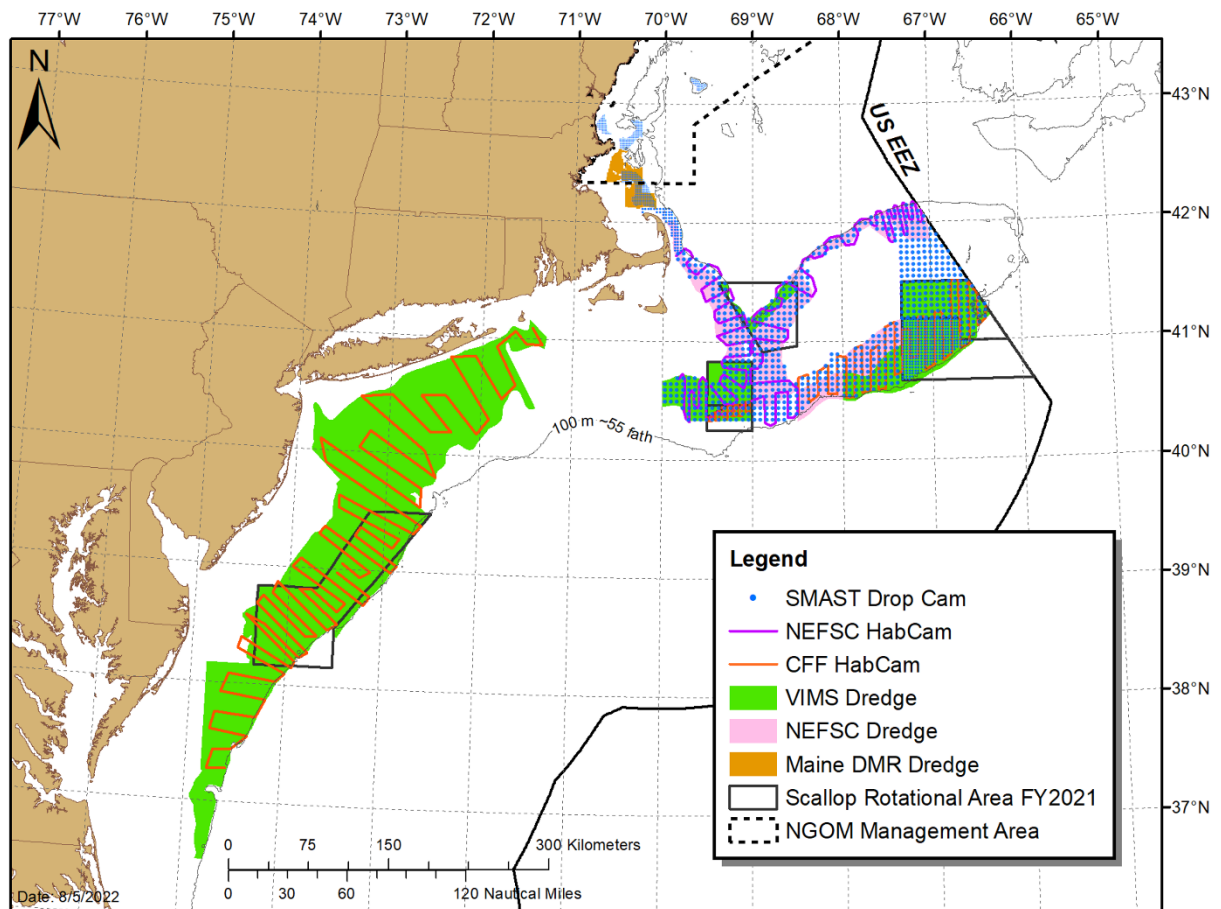 77°W 76°W 75°W 74°W 73°W 72°W 71°W 70°W 69°W 68°W 67°W 66°W 65°W
N
43°N
US EEZ
42°N
41°N
100 m ~55 fath
40°N
39°N
38°N
37°N
Legend
SMAST Drop Cam
NEFSC HabCam
CFF HabCam
VIMS Dredge
NEFSC Dredge
Maine DMR Dredge
Scallop Rotational Area FY2021
NGOM Management Area
0 75 150 300 Kilometers
0 30 60 120 Nautical Miles
Date: 8/5/2022